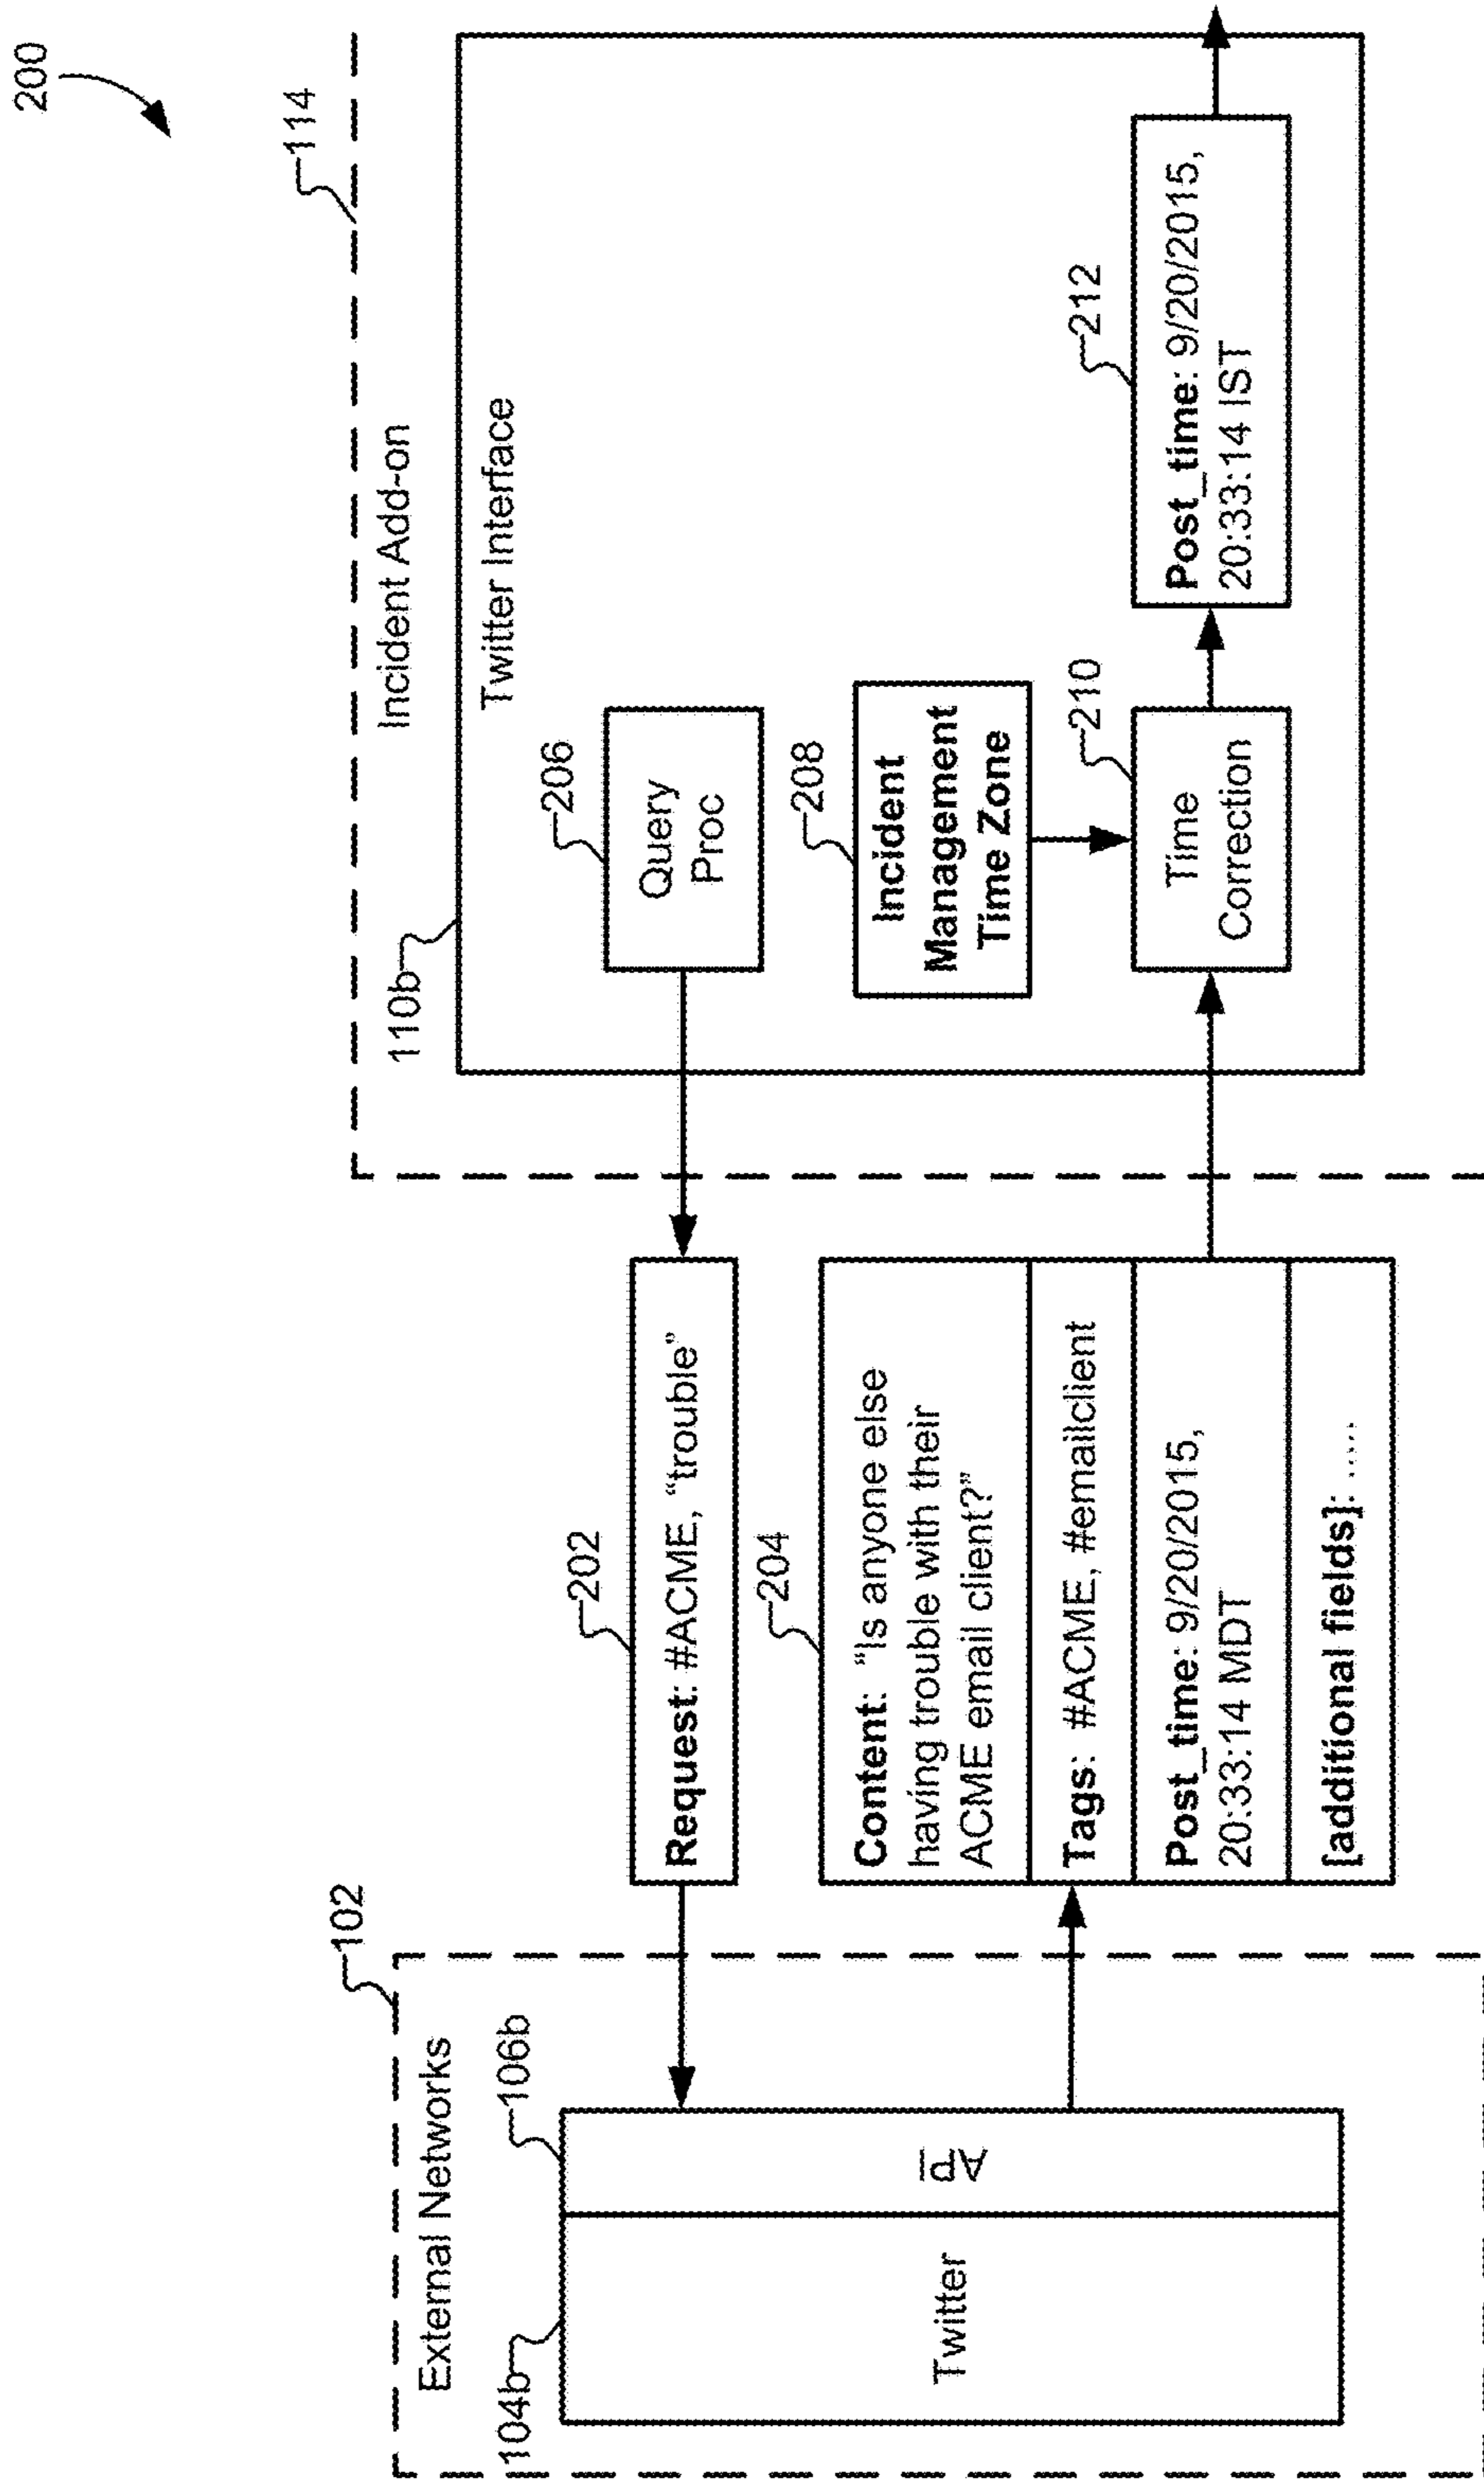 200
102
External Networks
104b
106b
Twitter
API
202
Request: #ACME, “trouble”
204
Content: “Is anyone else
having trouble with their
ACME email client?”
Tags: #ACME, #emailclient
Post_time: 9/20/2015,
20:33:14 MDT
[additional fields]: .....
114
Incident Add-on
110b
Twitter Interface
206
Query
Proc
208
Incident
Management
Time Zone
210
Time
Correction
212
Post_time: 9/20/2015,
20:33:14 IST